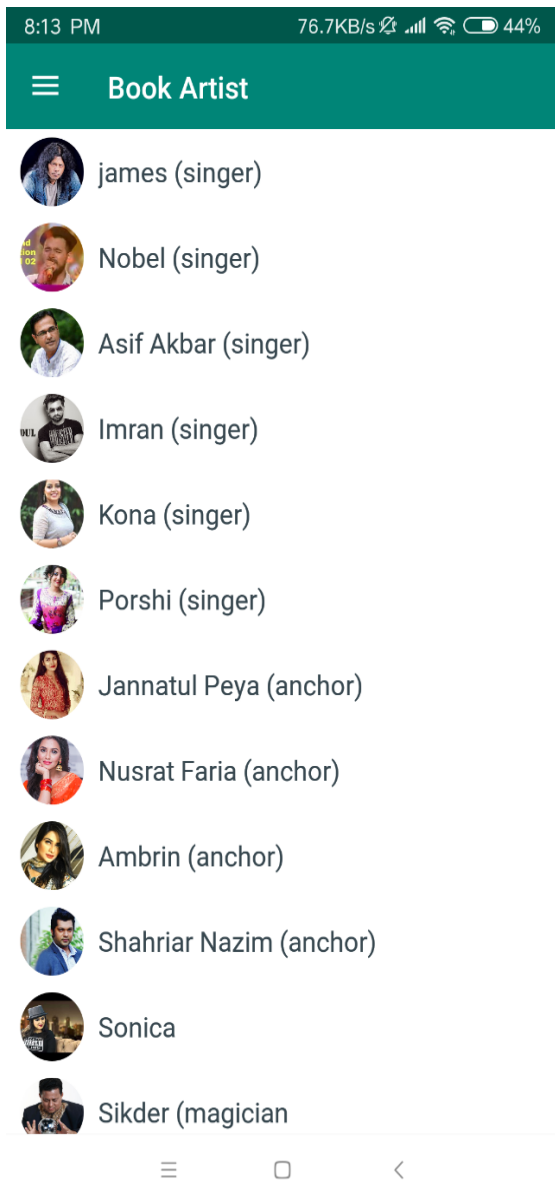 8:13 PM 76.7KB/s 44%
Book Artist
james (singer)
Nobel (singer)
Asif Akbar (singer)
Imran (singer)
Kona (singer)
Porshi (singer)
Jannatul Peya (anchor)
Nusrat Faria (anchor)
Ambrin (anchor)
Shahriar Nazim (anchor)
Sonica
Sikder (magician